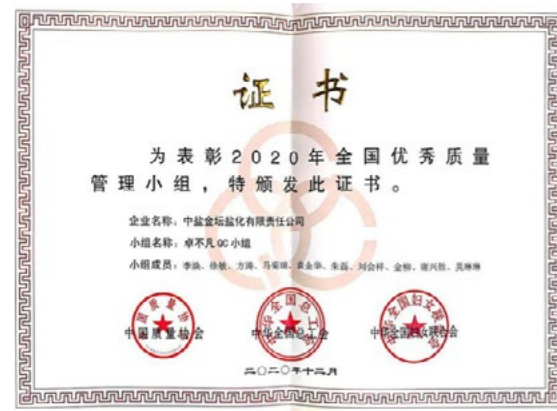 证书
为表彰2020年全国优秀质量
管理小组，特颁发此证书。
企业名称：中盐金坛盐化有限责任公司
小组名称：卓不凡QC小组
小组成员：李焕、徐敏、方涛、马菊瑞、袁金华、朱磊、刘会祥、金柳、谢兴胜、吴琳琳
中国质量协会 中华全国总工会 中华全国妇女联合会
二〇二〇年十二月